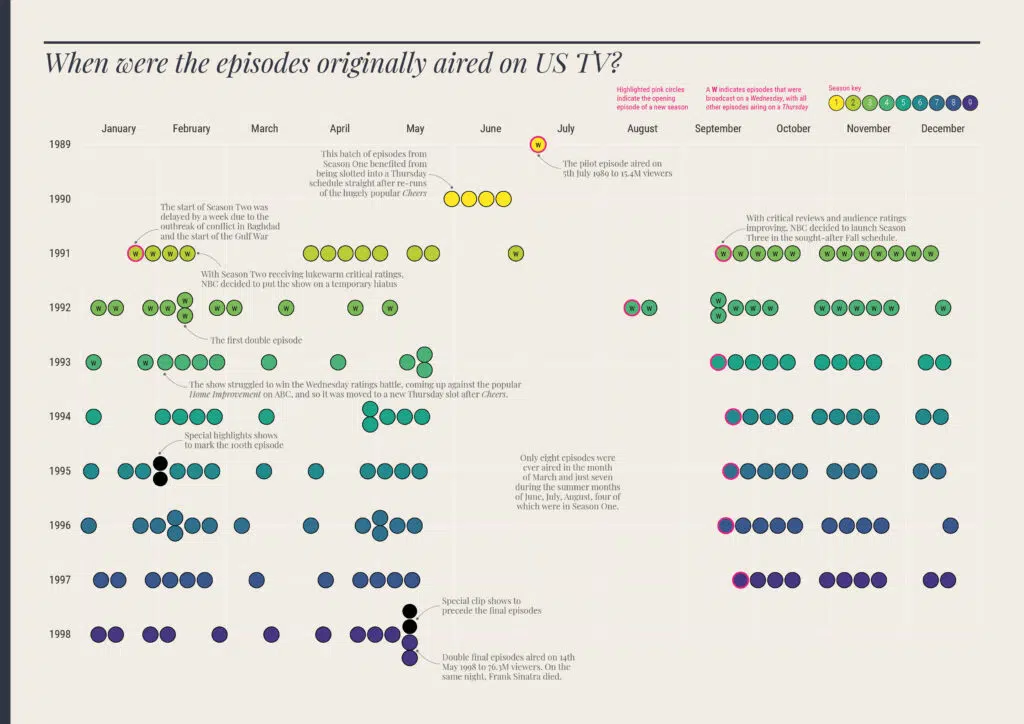 When were the episodes originally aired on US TV?
Highlighted pink circles
indicate the opening
episode of a new season
A W indicates episodes that were
broadcast on a Wednesday, with all
other episodes airing on a Thursday
Season key
1 2 3 4 5 6 7 8 9
January February March April May June July August September October November December
1989
W
The pilot episode aired on
5th July 1989 to 15.4M viewers
This batch of episodes from
Season One benefited from
being slotted into a Thursday
schedule straight after re-runs
of the hugely popular Cheers
1990
The start of Season Two was
delayed by a week due to the
outbreak of conflict in Baghdad
and the start of the Gulf War
With critical reviews and audience ratings
improving, NBC decided to launch Season
Three in the sought-after Fall schedule.
1991
W W W W W W W W W W W W W W W W W
With Season Two receiving lukewarm critical ratings,
NBC decided to put the show on a temporary hiatus
1992
W W W W W W W W W W W W W W W W W W W W W W W W
The first double episode
1993
W W
The show struggled to win the Wednesday ratings battle, coming up against the popular
Home Improvement on ABC, and so it was moved to a new Thursday slot after Cheers.
1994
Special highlights shows
to mark the 100th episode
1995
Only eight episodes were
ever aired in the month
of March and just seven
during the summer months
of June, July, August, four of
which were in Season One.
1996
1997
Special clip shows to
precede the final episodes
1998
Double final episodes aired on 14th
May 1998 to 76.3M viewers. On the
same night, Frank Sinatra died.